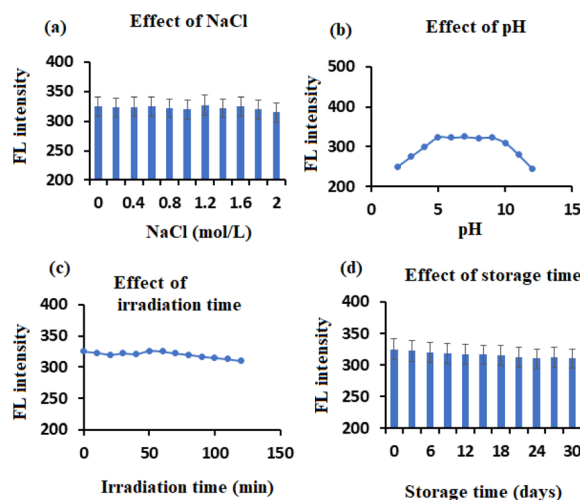 (a)
Effect of NaCl
400
350
300
250
200
FL intensity
0 0.4 0.8 1.2 1.6 2
NaCl (mol/L)
(b)
Effect of pH
500
400
300
200
FL intensity
0 5 10 15
pH
(c)
Effect of
irradiation time
400
350
300
250
200
FL intensity
0 50 100 150
Irradiation time (min)
(d)
Effect of storage time
400
350
300
250
200
FL intensity
0 6 12 18 24 30
Storage time (days)